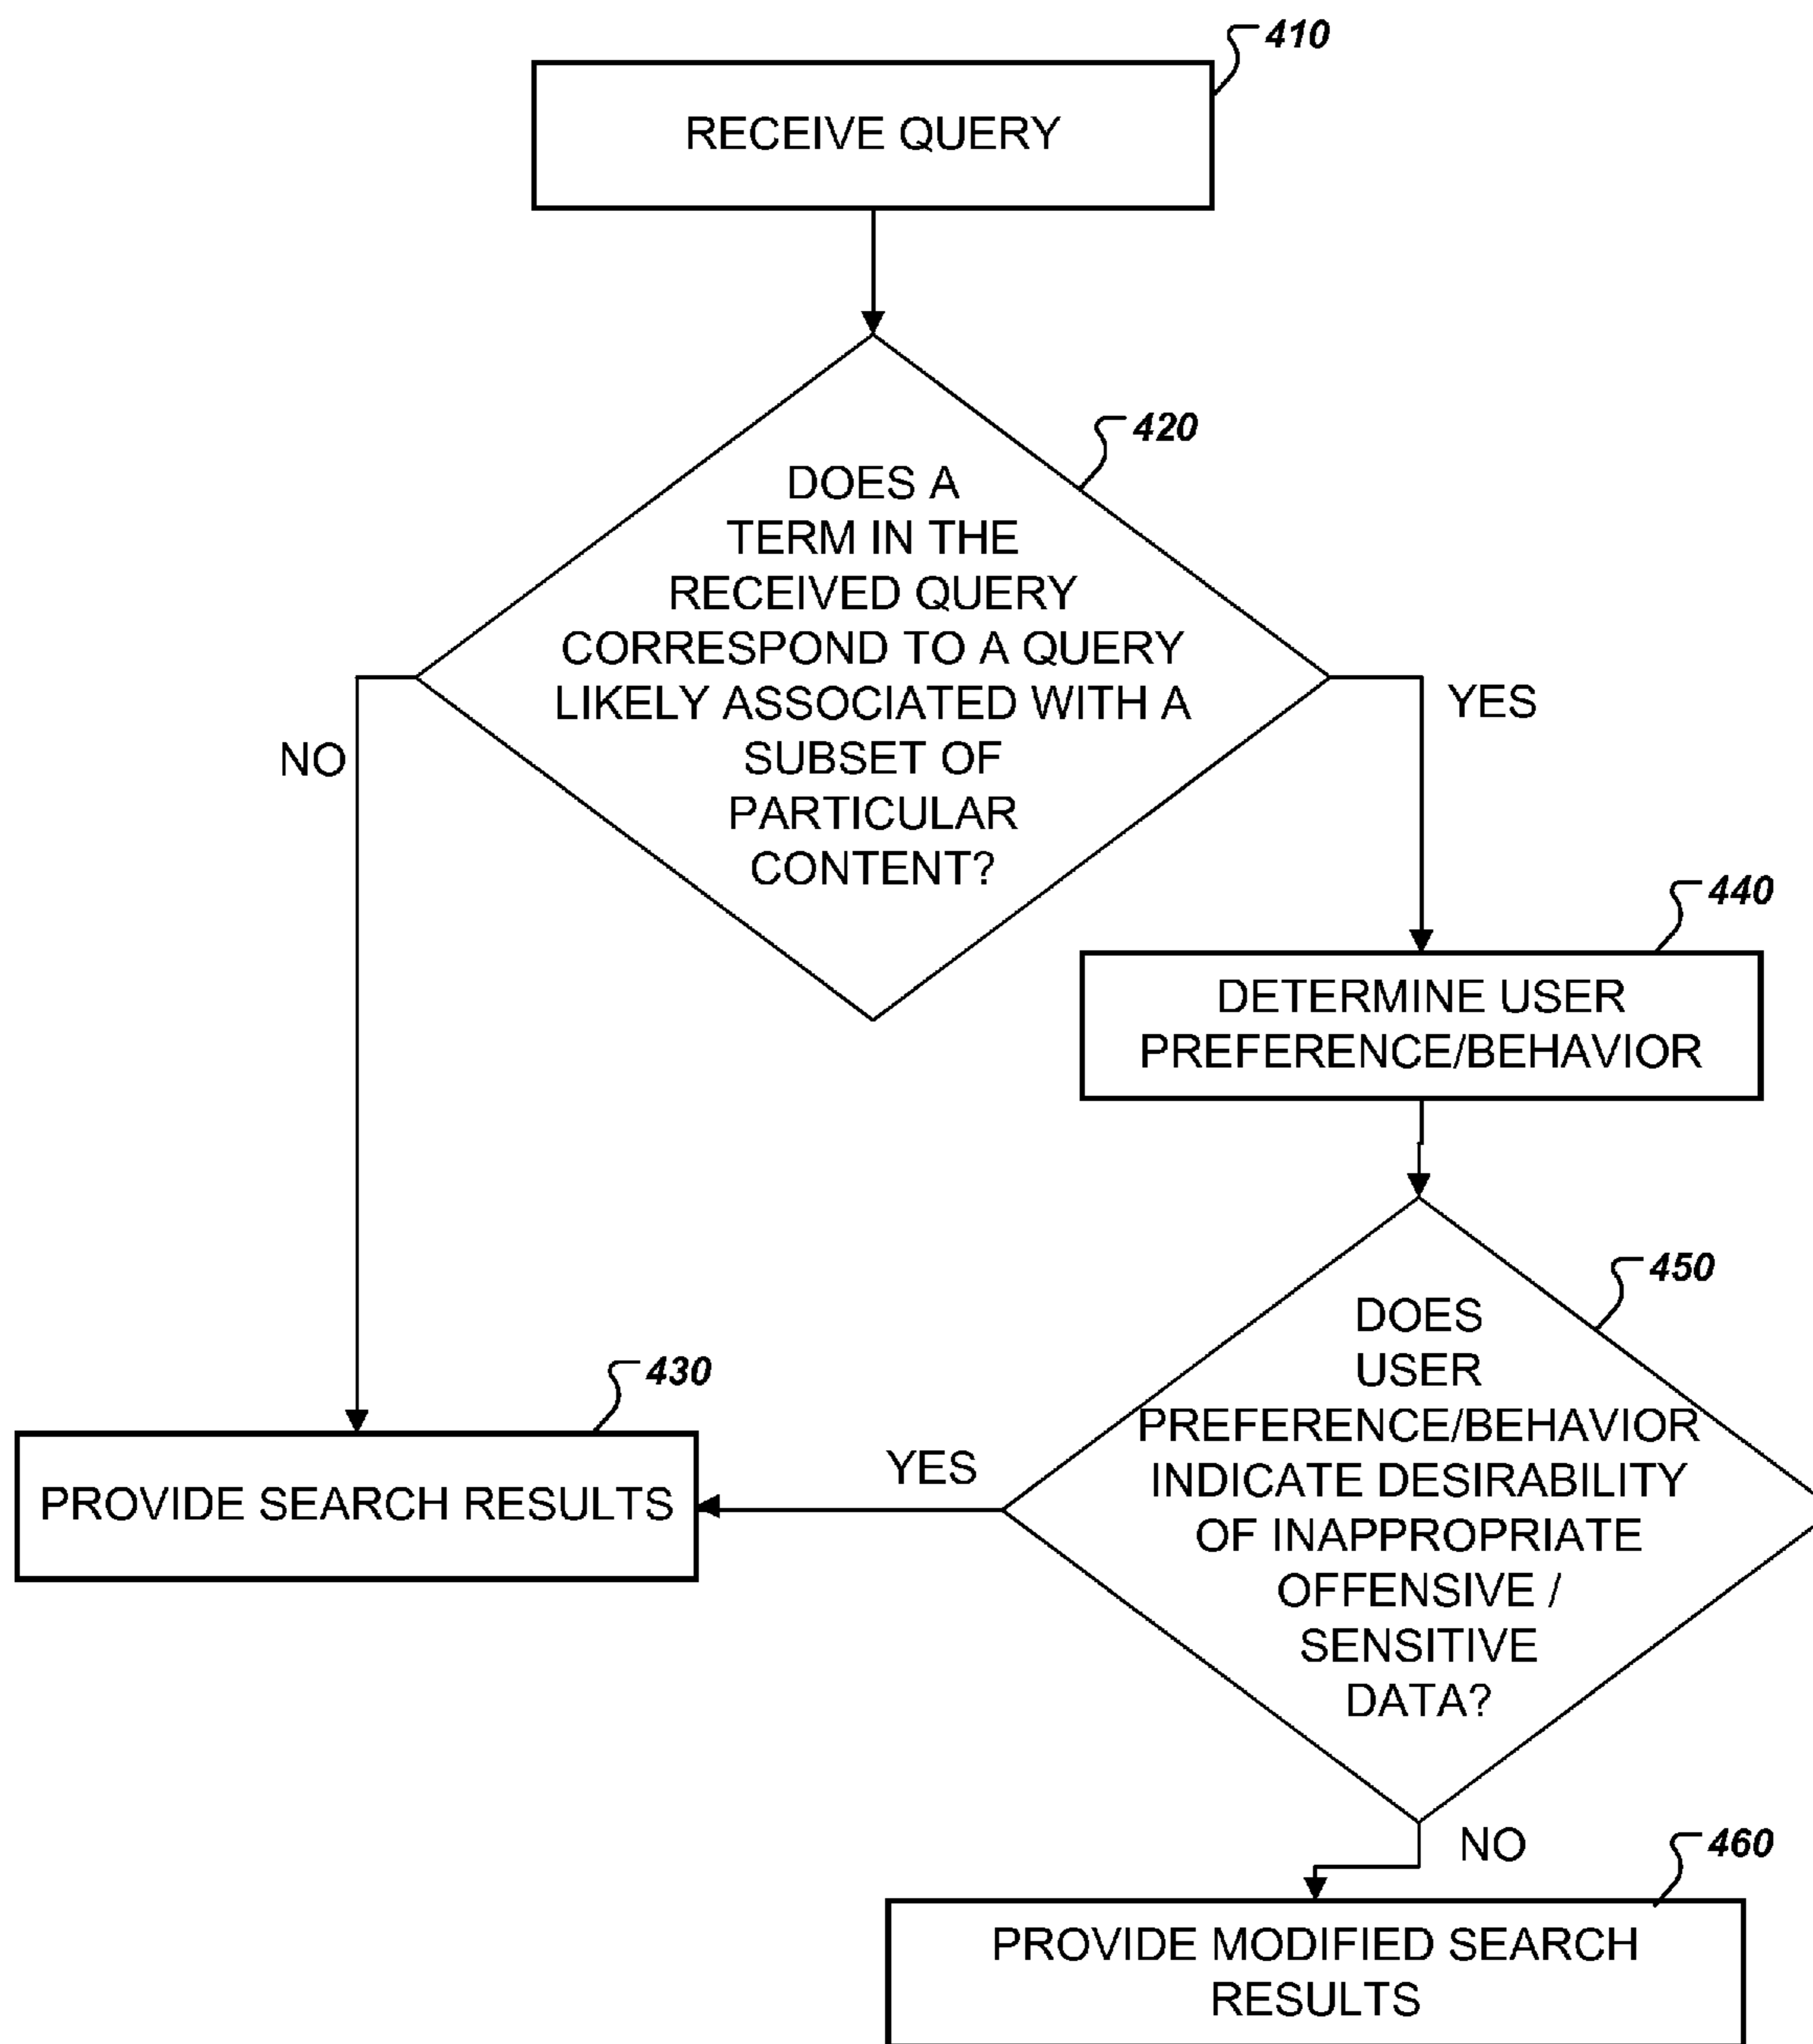 410
RECEIVE QUERY
420
DOES A
TERM IN THE
RECEIVED QUERY
CORRESPOND TO A QUERY
LIKELY ASSOCIATED WITH A
SUBSET OF
PARTICULAR
CONTENT?
NO
YES
440
DETERMINE USER
PREFERENCE/BEHAVIOR
450
DOES
USER
PREFERENCE/BEHAVIOR
INDICATE DESIRABILITY
OF INAPPROPRIATE
OFFENSIVE /
SENSITIVE
DATA?
YES
430
PROVIDE SEARCH RESULTS
NO
460
PROVIDE MODIFIED SEARCH
RESULTS